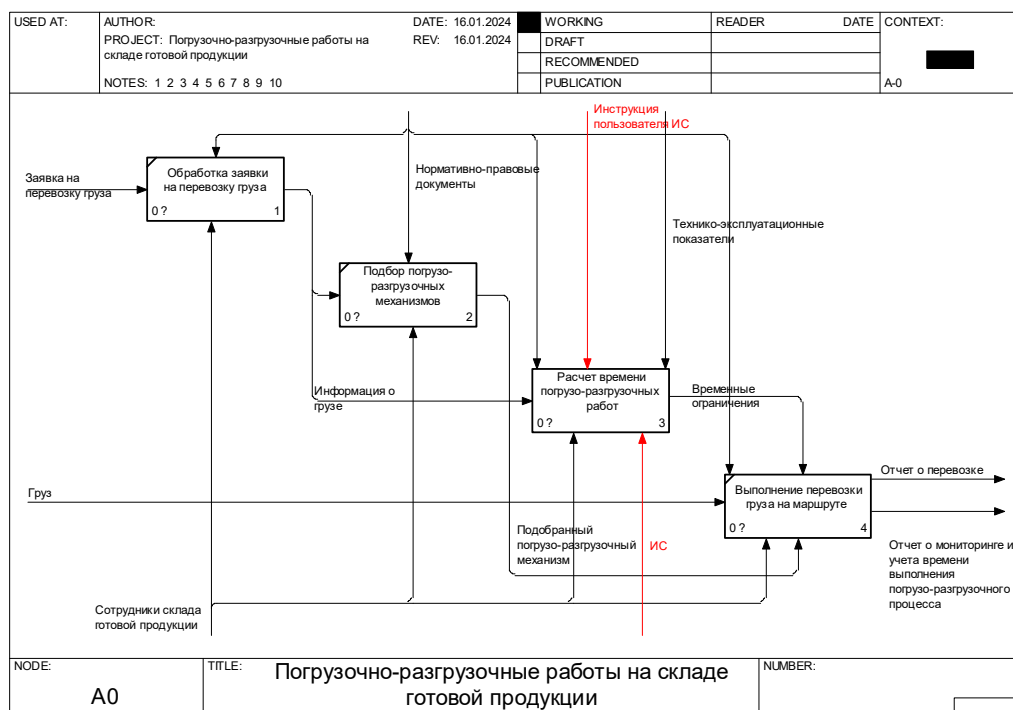 USED AT:
AUTHOR:
DATE: 16.01.2024
PROJECT: Погрузочно-разгрузочные работы на
складе готовой продукции
REV: 16.01.2024
NOTES: 1 2 3 4 5 6 7 8 9 10
WORKING
DRAFT
RECOMMENDED
PUBLICATION
READER
DATE
CONTEXT:
A-0
Инструкция
пользователя ИС
Заявка на
перевозку груза
Обработка заявки
на перевозку груза
0 ?
1
Нормативно-правовые
документы
Технико-эксплуатационные
показатели
Подбор погрузо-
разгрузочных
механизмов
0 ?
2
Информация о
грузе
Расчет времени
погрузо-разгрузочных
работ
0 ?
3
Временные
ограничения
Груз
Выполнение перевозки
груза на маршруте
0 ?
4
Отчет о перевозке
Подобранный
погрузо-разгрузочный
механизм
ИС
Отчет о мониторинге и
учета времени
выполнения
погрузо-разгрузочного
процесса
Сотрудники склада
готовой продукции
NODE:
A0
TITLE:
Погрузочно-разгрузочные работы на складе
готовой продукции
NUMBER: